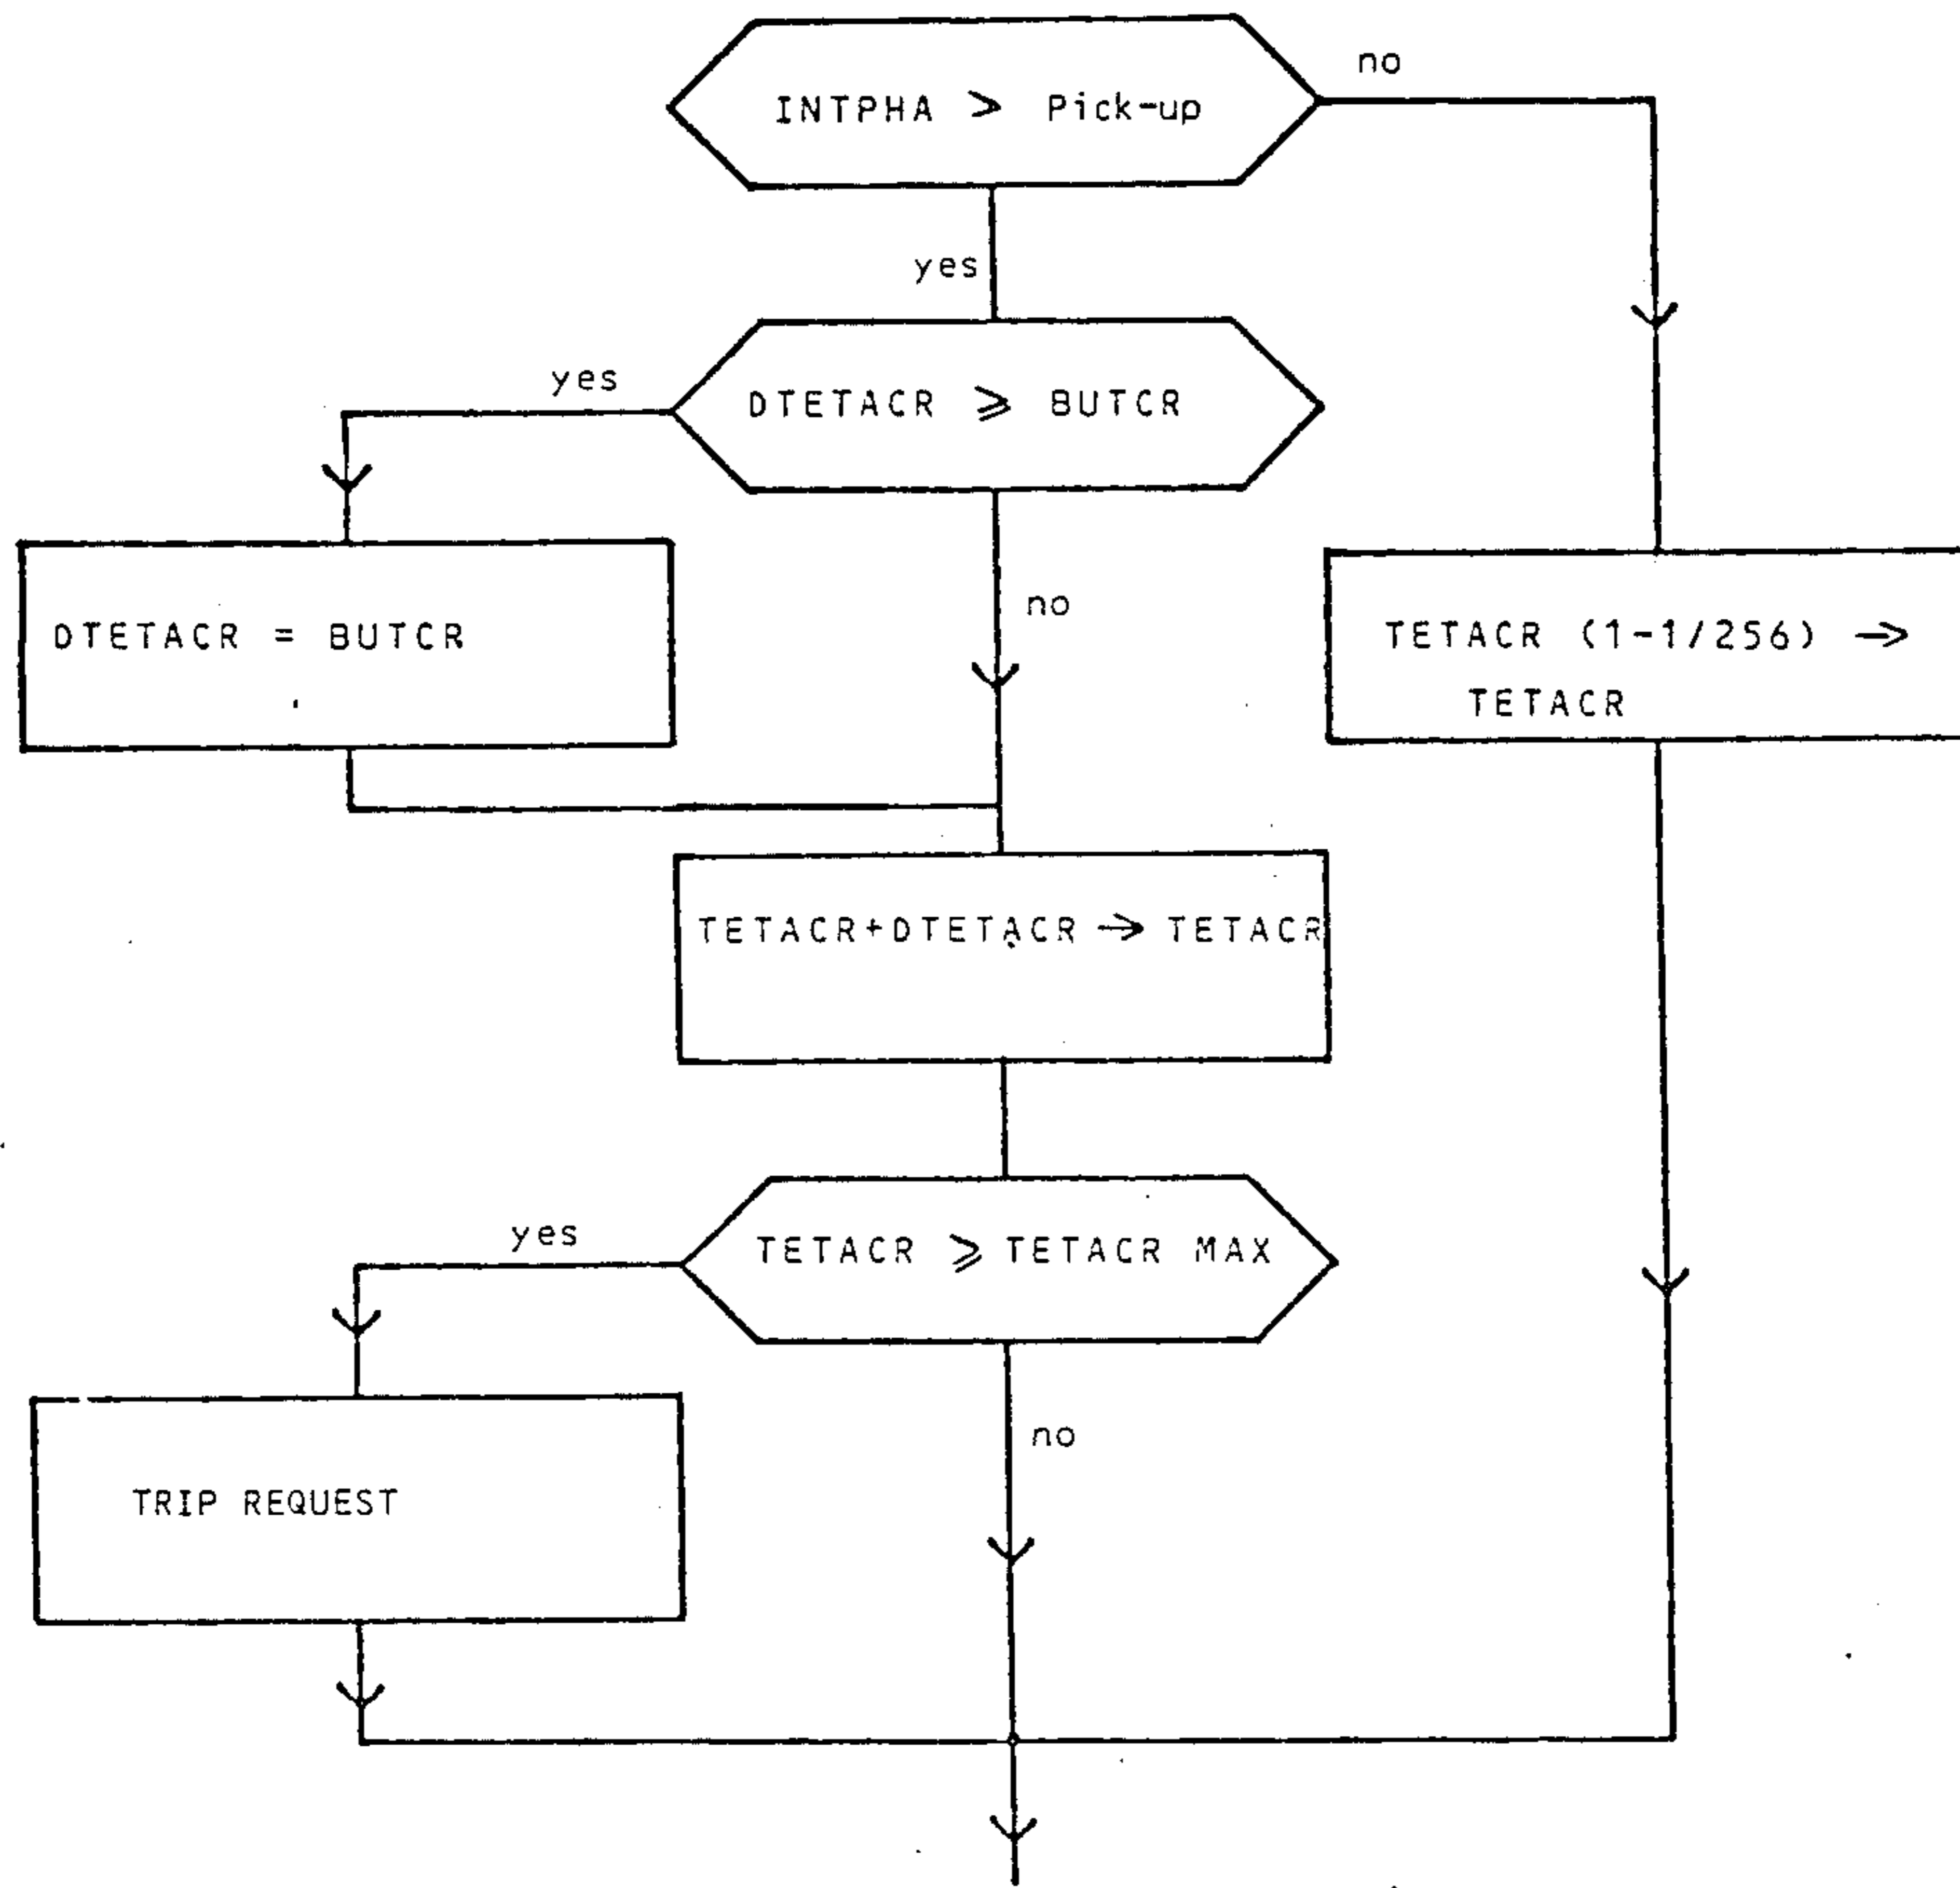 no
INTPHA > Pick-up
yes
yes
DTETACR ⩾ BUTCR
no
DTETACR = BUTCR
TETACR (1-1/256) →
TETACR
TETACR+DTETACR → TETACR
yes
TETACR ⩾ TETACR MAX
no
TRIP REQUEST